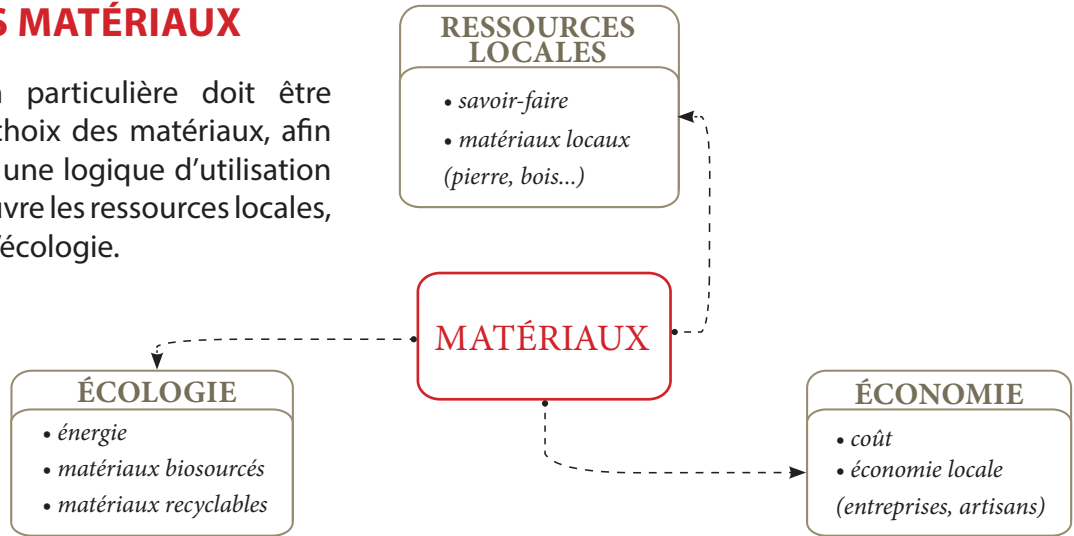 S MATÉRIAUX
particulière doit être
choix des matériaux, afin
une logique d'utilisation
les ressources locales,
l'écologie.
RESSOURCES
LOCALES
• savoir-faire
• matériaux locaux
(pierre, bois...)
MATÉRIAUX
ÉCOLOGIE
• énergie
• matériaux biosourcés
• matériaux recyclables
ÉCONOMIE
• coût
• économie locale
(entreprises, artisans)